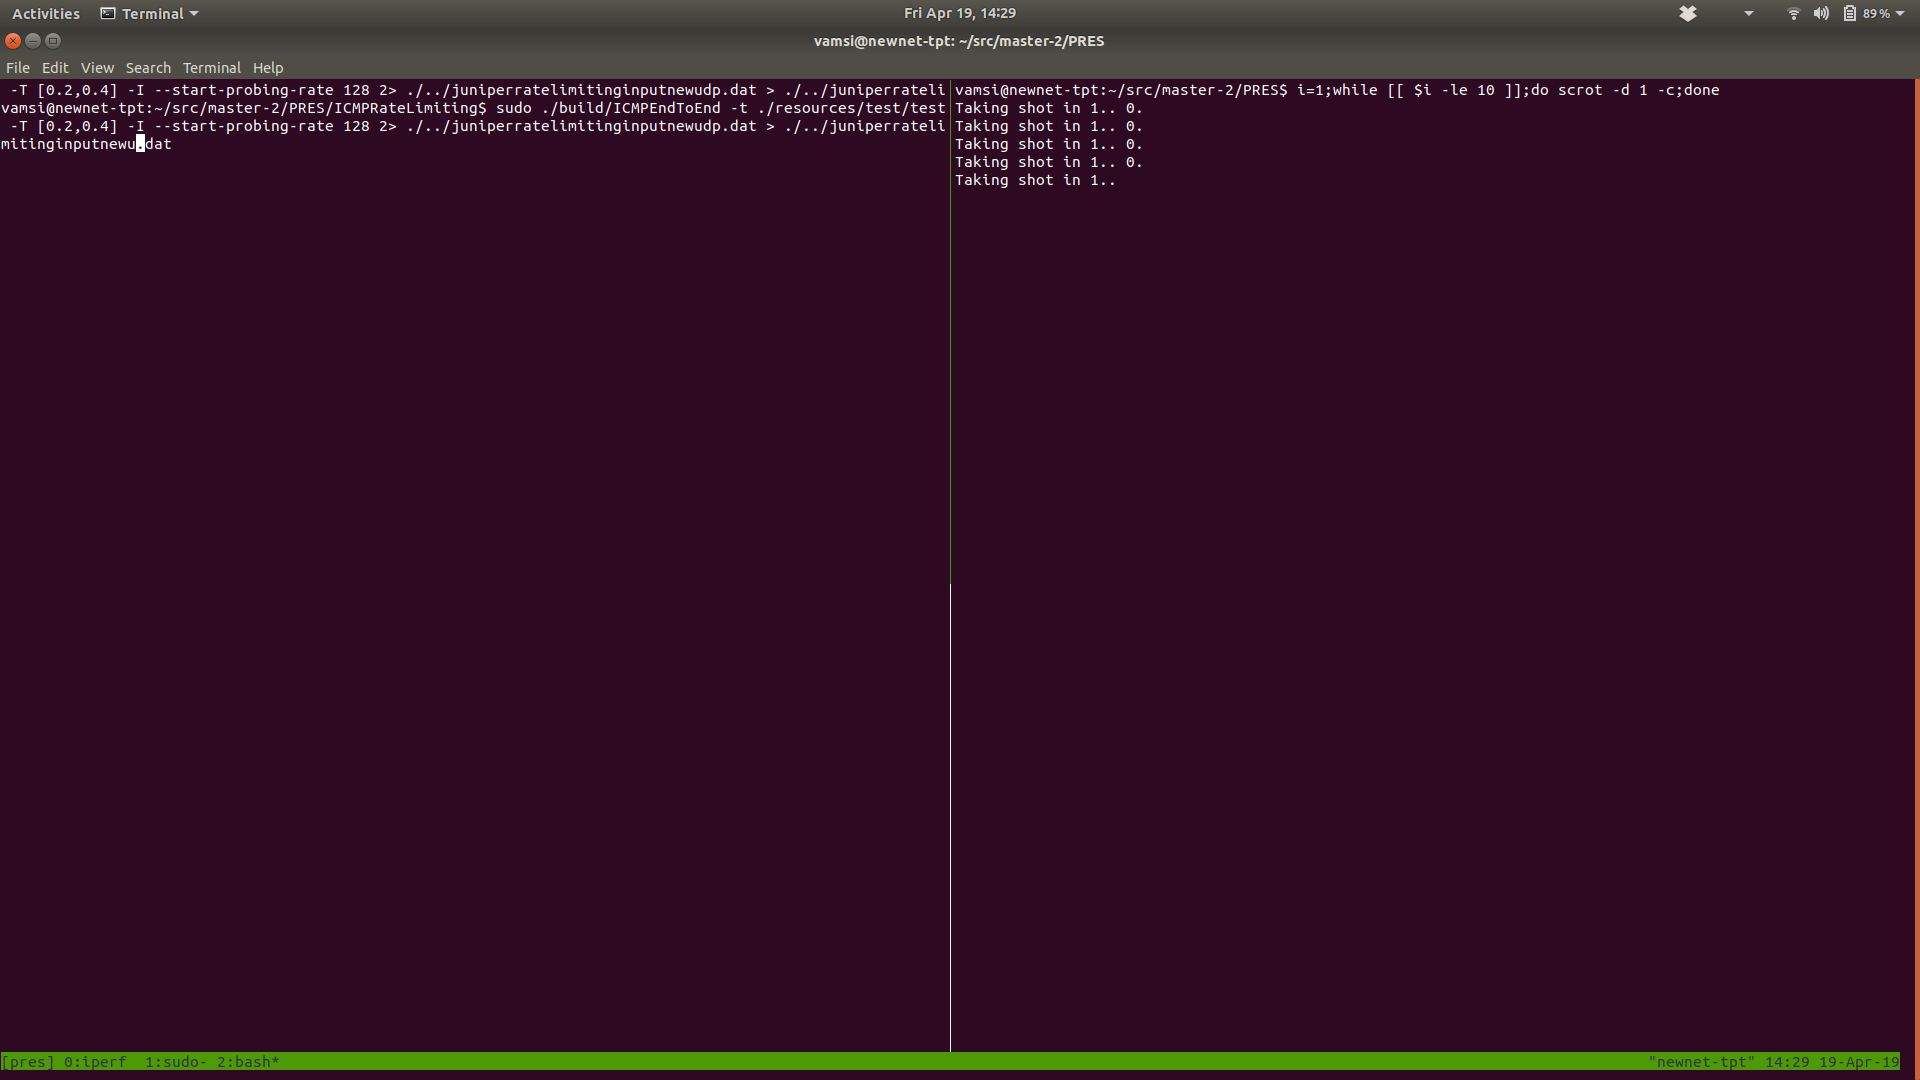 Activities Terminal Fri Apr 19, 14:29 89 %
vamsi@newnet-tpt: ~/src/master-2/PRES
File Edit View Search Terminal Help
-T [0.2,0.4] -I --start-probing-rate 128 2> ./../juniperratelimitinginputnewudp.dat > ./../juniperrateli
vamsi@newnet-tpt:~/src/master-2/PRES/ICMPRateLimiting$ sudo ./build/ICMPEndToEnd -t ./resources/test/test
-T [0.2,0.4] -I --start-probing-rate 128 2> ./../juniperratelimitinginputnewudp.dat > ./../juniperrateli
mitinginputnewu.dat
vamsi@newnet-tpt:~/src/master-2/PRES$ i=1;while [[ $i -le 10 ]];do scrot -d 1 -c;done
Taking shot in 1.. 0.
Taking shot in 1.. 0.
Taking shot in 1.. 0.
Taking shot in 1.. 0.
Taking shot in 1..
[pres] 0:iperf  1:sudo- 2:bash* "newnet-tpt" 14:29 19-Apr-19